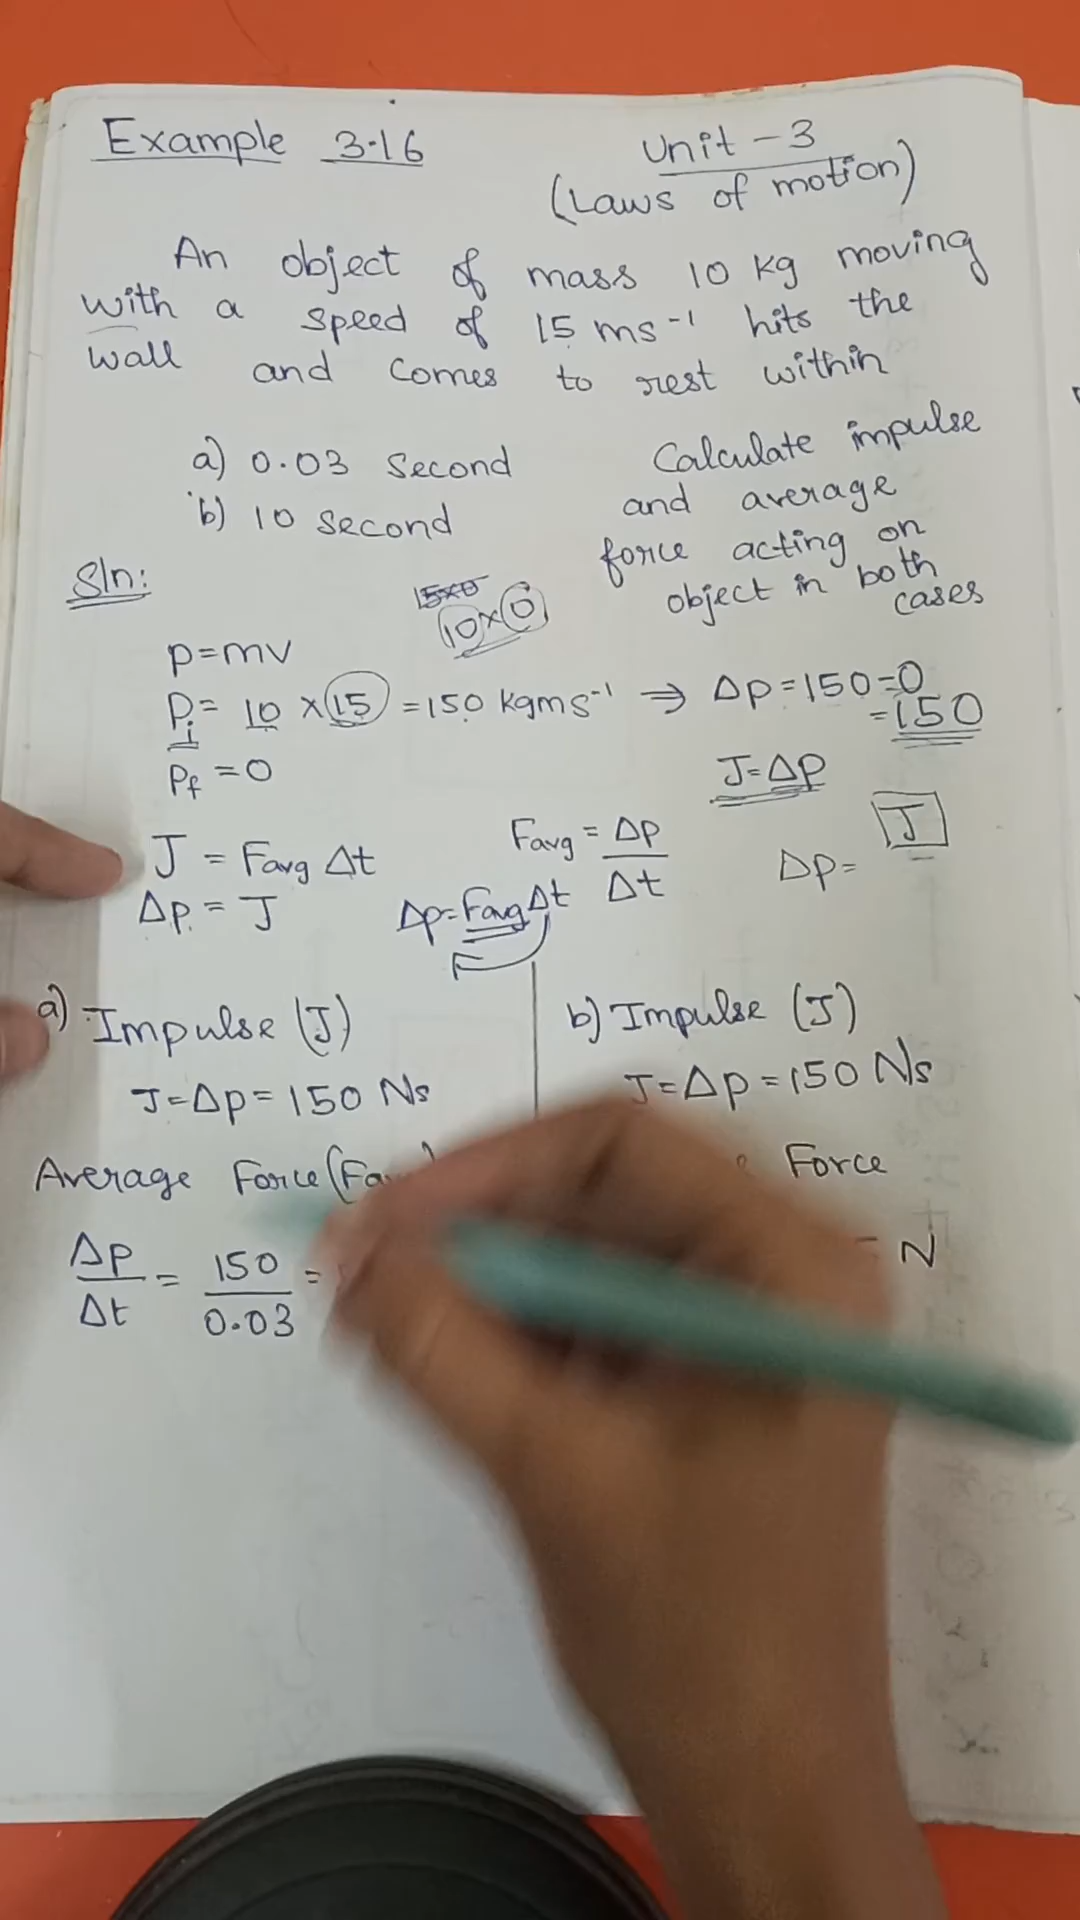 Example 3.16
Unit - 3
(Laws of motion)
An object of mass 10 kg moving
with a speed of 15 ms⁻¹ hits the
wall and comes to rest within
a) 0.03 second
b) 10 second
Calculate impulse
and average
force acting on
object in both
cases
Sln:
10 × 0
p=mv
Pi = 10 × 15 = 150 kgms⁻¹ ⇒ Δp = 150-0
= 150
Pf = 0
J=Δp
J = Favg Δt
Favg = Δp/Δt
Δp = J
Δp = J
Δp=FavgΔt
a) Impulse (J)
J=Δp= 150 Ns
Average Force (
Δp/Δt = 150/0.03 =
b) Impulse (J)
J=Δp=150 Ns
Force
= N